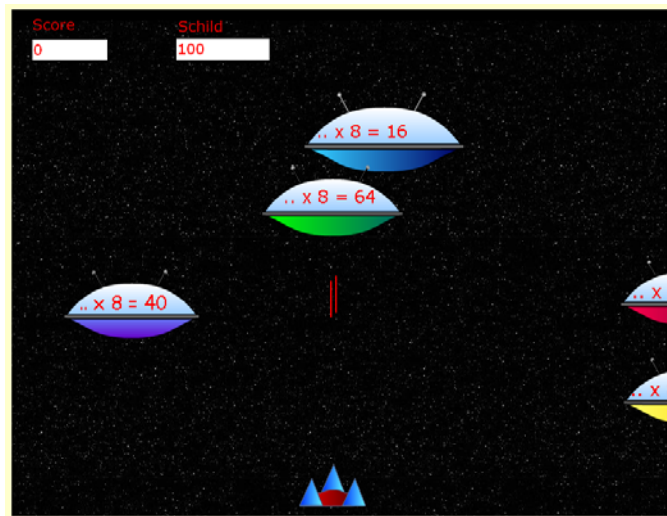 Score
Schild
0
100
.. x 8 = 16
.. x 8 = 64
.. x 8 = 40
.. x
.. x